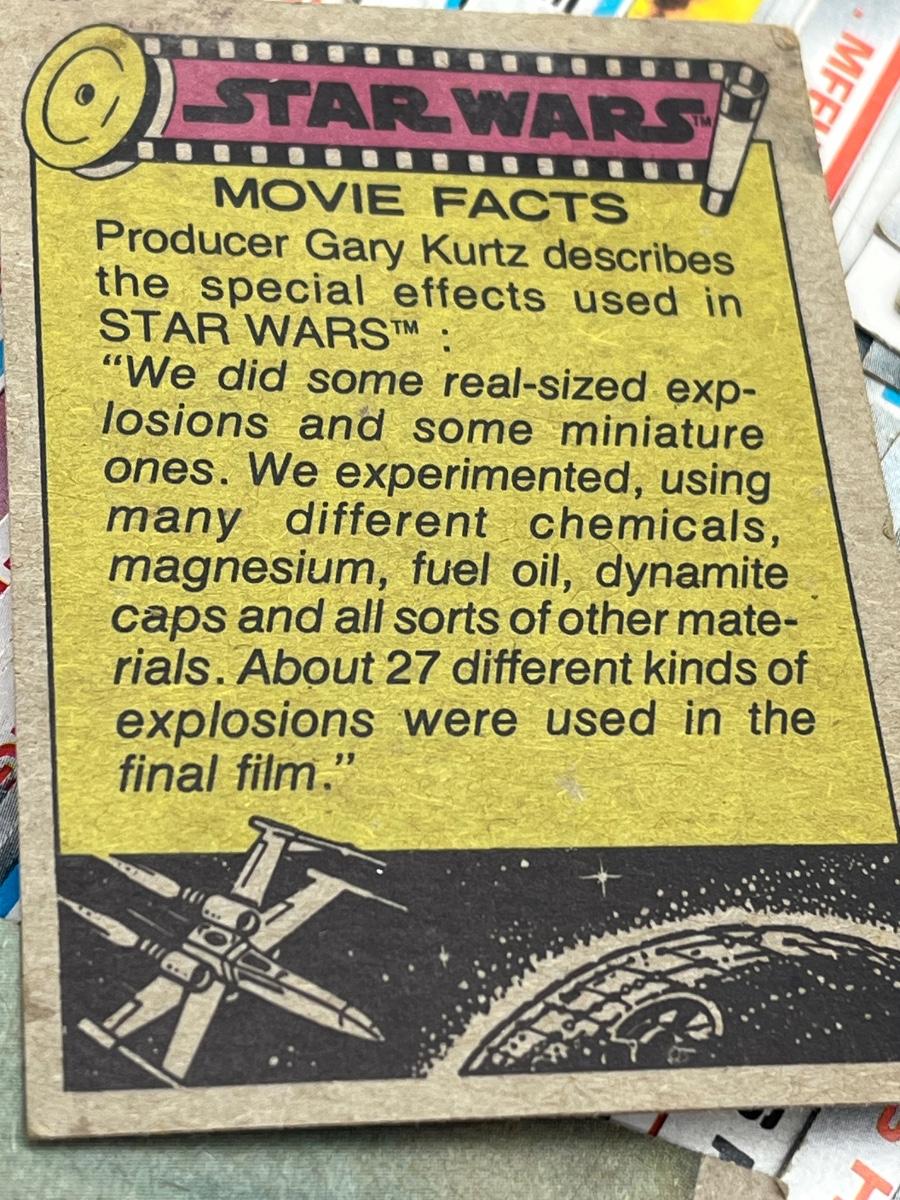 STAR WARS™
MOVIE FACTS
Producer Gary Kurtz describes
the special effects used in
STAR WARS™ :
“We did some real-sized exp-
losions and some miniature
ones. We experimented, using
many different chemicals,
magnesium, fuel oil, dynamite
caps and all sorts of other mate-
rials. About 27 different kinds of
explosions were used in the
final film.”